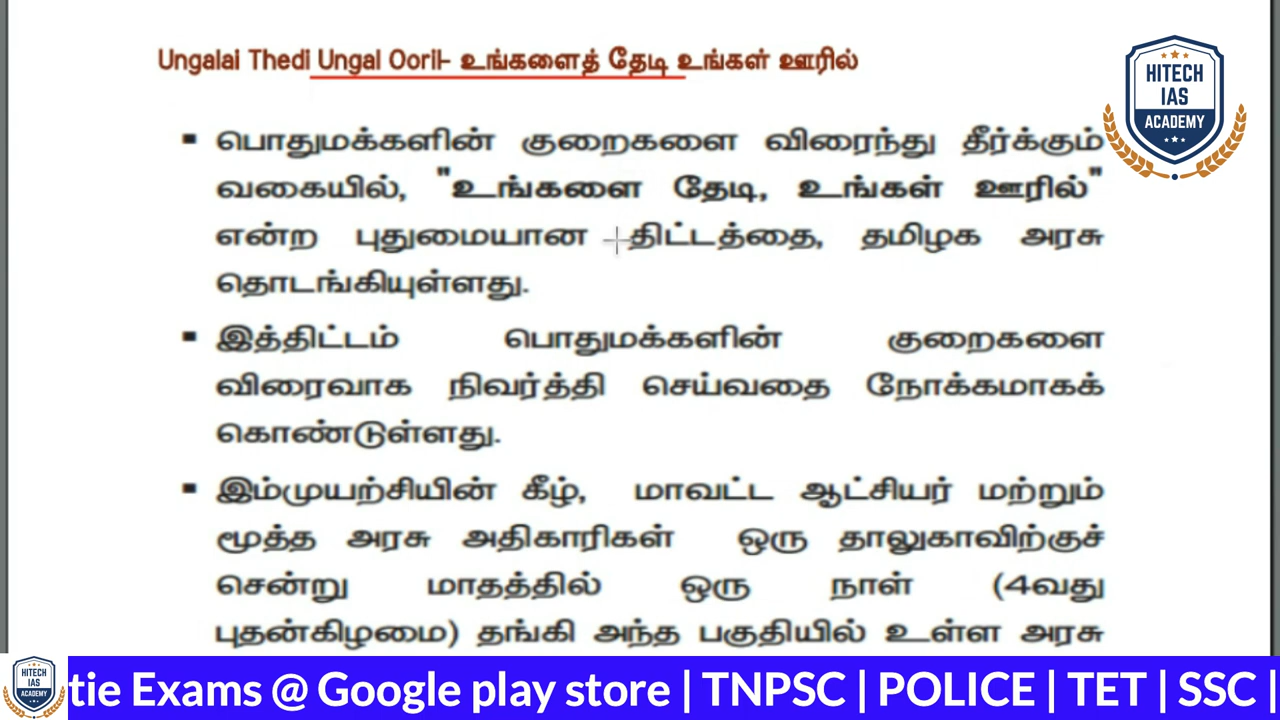 Ungalai Thedi Ungal Ooril- உங்களைத் தேடி உங்கள் ஊரில்
HITECH
IAS
ACADEMY
▪ பொதுமக்களின் குறைகளை விரைந்து தீர்க்கும்
வகையில், "உங்களை தேடி, உங்கள் ஊரில்"
என்ற புதுமையான திட்டத்தை, தமிழக அரசு
தொடங்கியுள்ளது.
▪ இத்திட்டம் பொதுமக்களின் குறைகளை
விரைவாக நிவர்த்தி செய்வதை நோக்கமாகக்
கொண்டுள்ளது.
▪ இம்முயற்சியின் கீழ், மாவட்ட ஆட்சியர் மற்றும்
மூத்த அரசு அதிகாரிகள் ஒரு தாலுகாவிற்குச்
சென்று மாதத்தில் ஒரு நாள் (4வது
புதன்கிழமை) தங்கி அந்த பகுதியில் உள்ள அரசு
HITECH
IAS
ACADEMY
tie Exams @ Google play store | TNPSC | POLICE | TET | SSC |